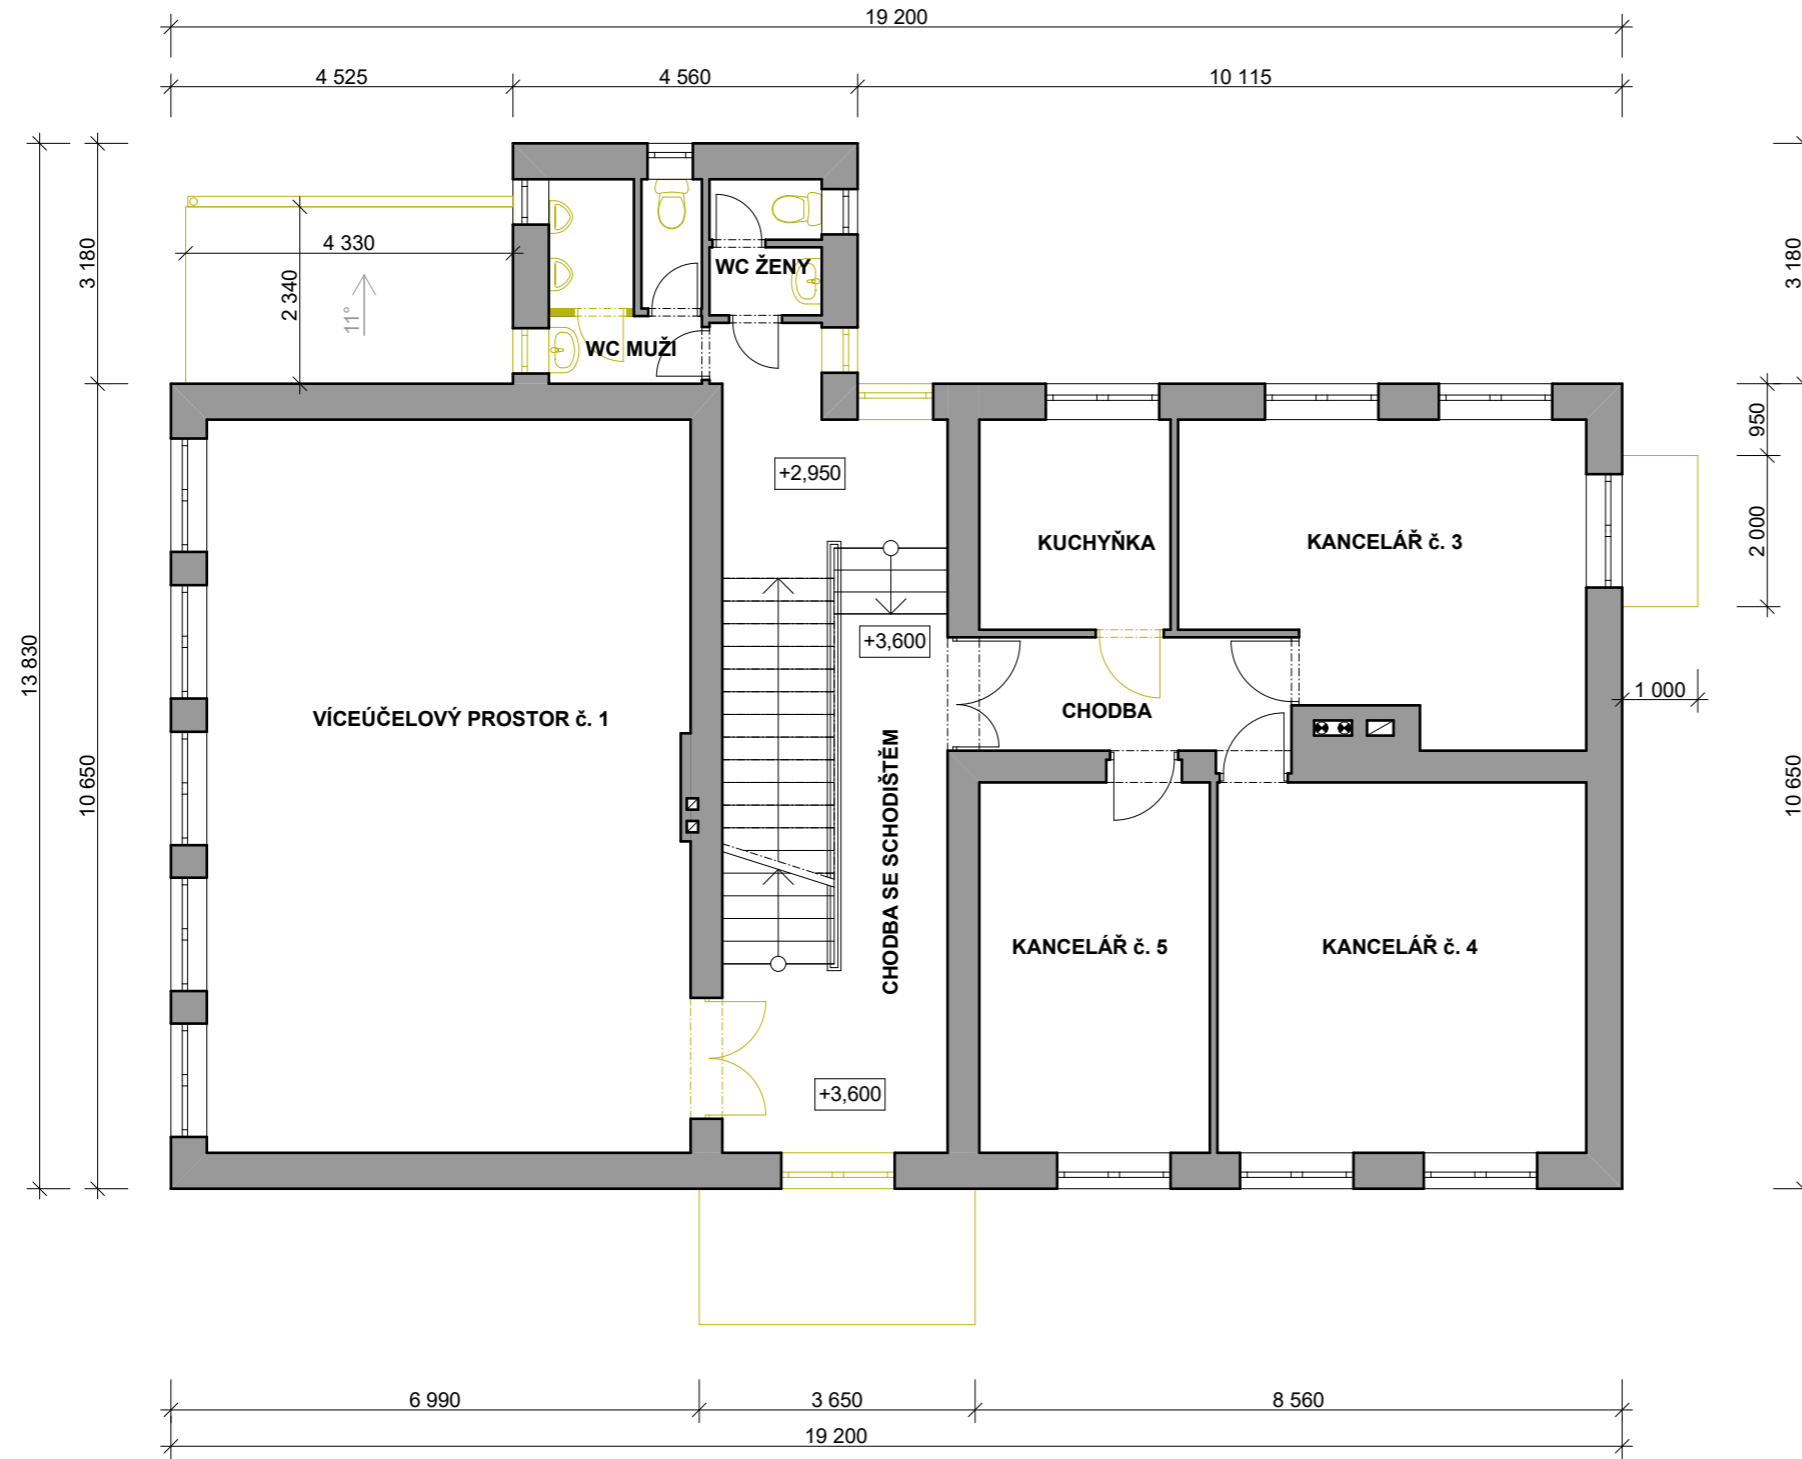 19 200
4 525
4 560
10 115
3 180
3 180
4 330
2 340
11°
WC ŽENY
WC MUŽI
950
2 000
+2,950
KUCHYŇKA
KANCELÁŘ č. 3
+3,600
13 830
1 000
CHODBA
VÍCEÚČELOVÝ PROSTOR č. 1
10 650
10 650
CHODBA SE SCHODIŠTĚM
KANCELÁŘ č. 5
KANCELÁŘ č. 4
+3,600
6 990
3 650
8 560
19 200